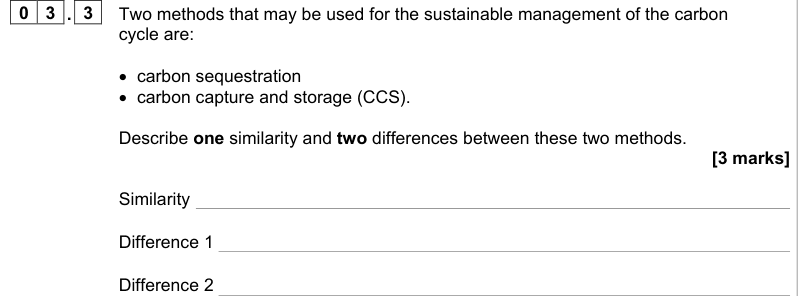 0 3 . 3 Two methods that may be used for the sustainable management of the carbon
cycle are:
• carbon sequestration
• carbon capture and storage (CCS).
Describe one similarity and two differences between these two methods.
[3 marks]
Similarity
Difference 1
Difference 2